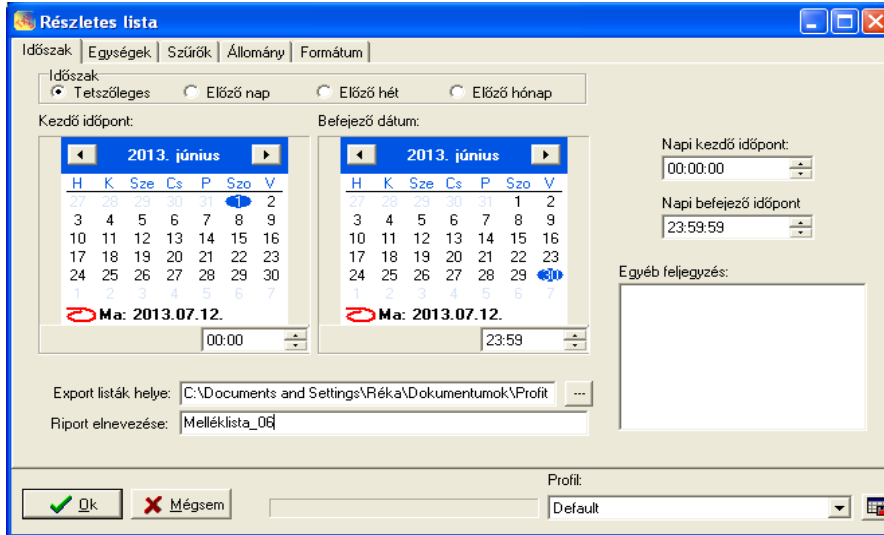 Részletes lista
Időszak Egységek Szűrők Állomány Formátum
Időszak
Tetszőleges Előző nap Előző hét Előző hónap
Kezdő időpont:
2013. június
H K Sze Cs P Szo V
27 28 29 30 31 1 2
3 4 5 6 7 8 9
10 11 12 13 14 15 16
17 18 19 20 21 22 23
24 25 26 27 28 29 30
1 2 3 4 5 6 7
Ma: 2013.07.12.
00:00
Befejező dátum:
2013. június
H K Sze Cs P Szo V
27 28 29 30 31 1 2
3 4 5 6 7 8 9
10 11 12 13 14 15 16
17 18 19 20 21 22 23
24 25 26 27 28 29 30
1 2 3 4 5 6 7
Ma: 2013.07.12.
23:59
Napi kezdő időpont:
00:00:00
Napi befejező időpont
23:59:59
Egyéb feljegyzés:
Export listák helye: C:\Documents and Settings\Réka\Dokumentumok\Profit ...
Riport elnevezése: Melléklista_06
Ok Mégsem
Profil:
Default